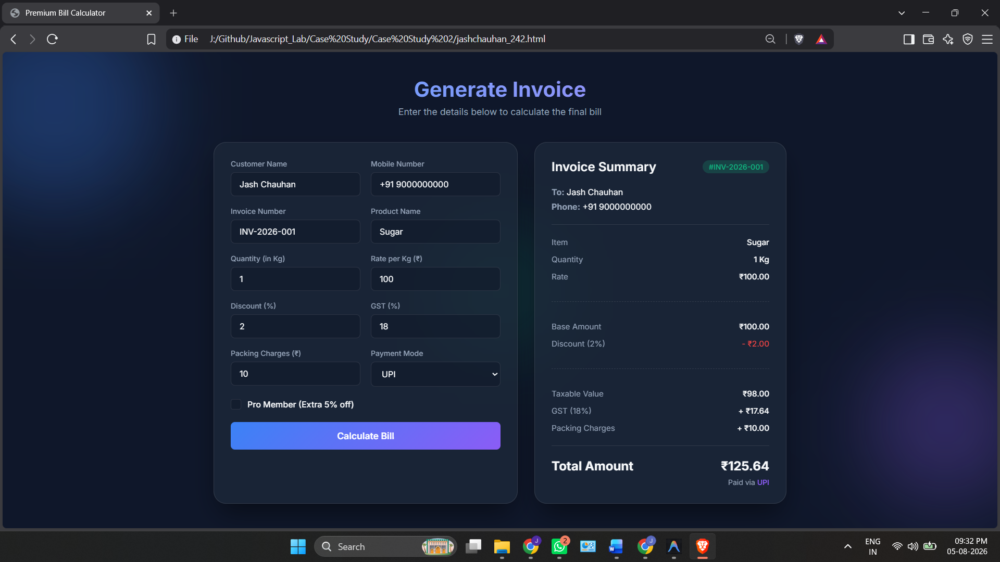 Premium Bill Calculator
File J:/Github/Javascript_Lab/Case%20Study/Case%20Study%202/jashchauhan_242.html
Generate Invoice
Enter the details below to calculate the final bill
Customer Name
Jash Chauhan
Mobile Number
+91 9000000000
Invoice Number
INV-2026-001
Product Name
Sugar
Quantity (in Kg)
1
Rate per Kg (₹)
100
Discount (%)
2
GST (%)
18
Packing Charges (₹)
10
Payment Mode
UPI
Pro Member (Extra 5% off)
Calculate Bill
Invoice Summary
#INV-2026-001
To: Jash Chauhan
Phone: +91 9000000000
Item Sugar
Quantity 1 Kg
Rate ₹100.00
Base Amount ₹100.00
Discount (2%) - ₹2.00
Taxable Value ₹98.00
GST (18%) + ₹17.64
Packing Charges + ₹10.00
Total Amount ₹125.64
Paid via UPI
Search
J
2
W
J
ENG
IN
09:32 PM
05-08-2026